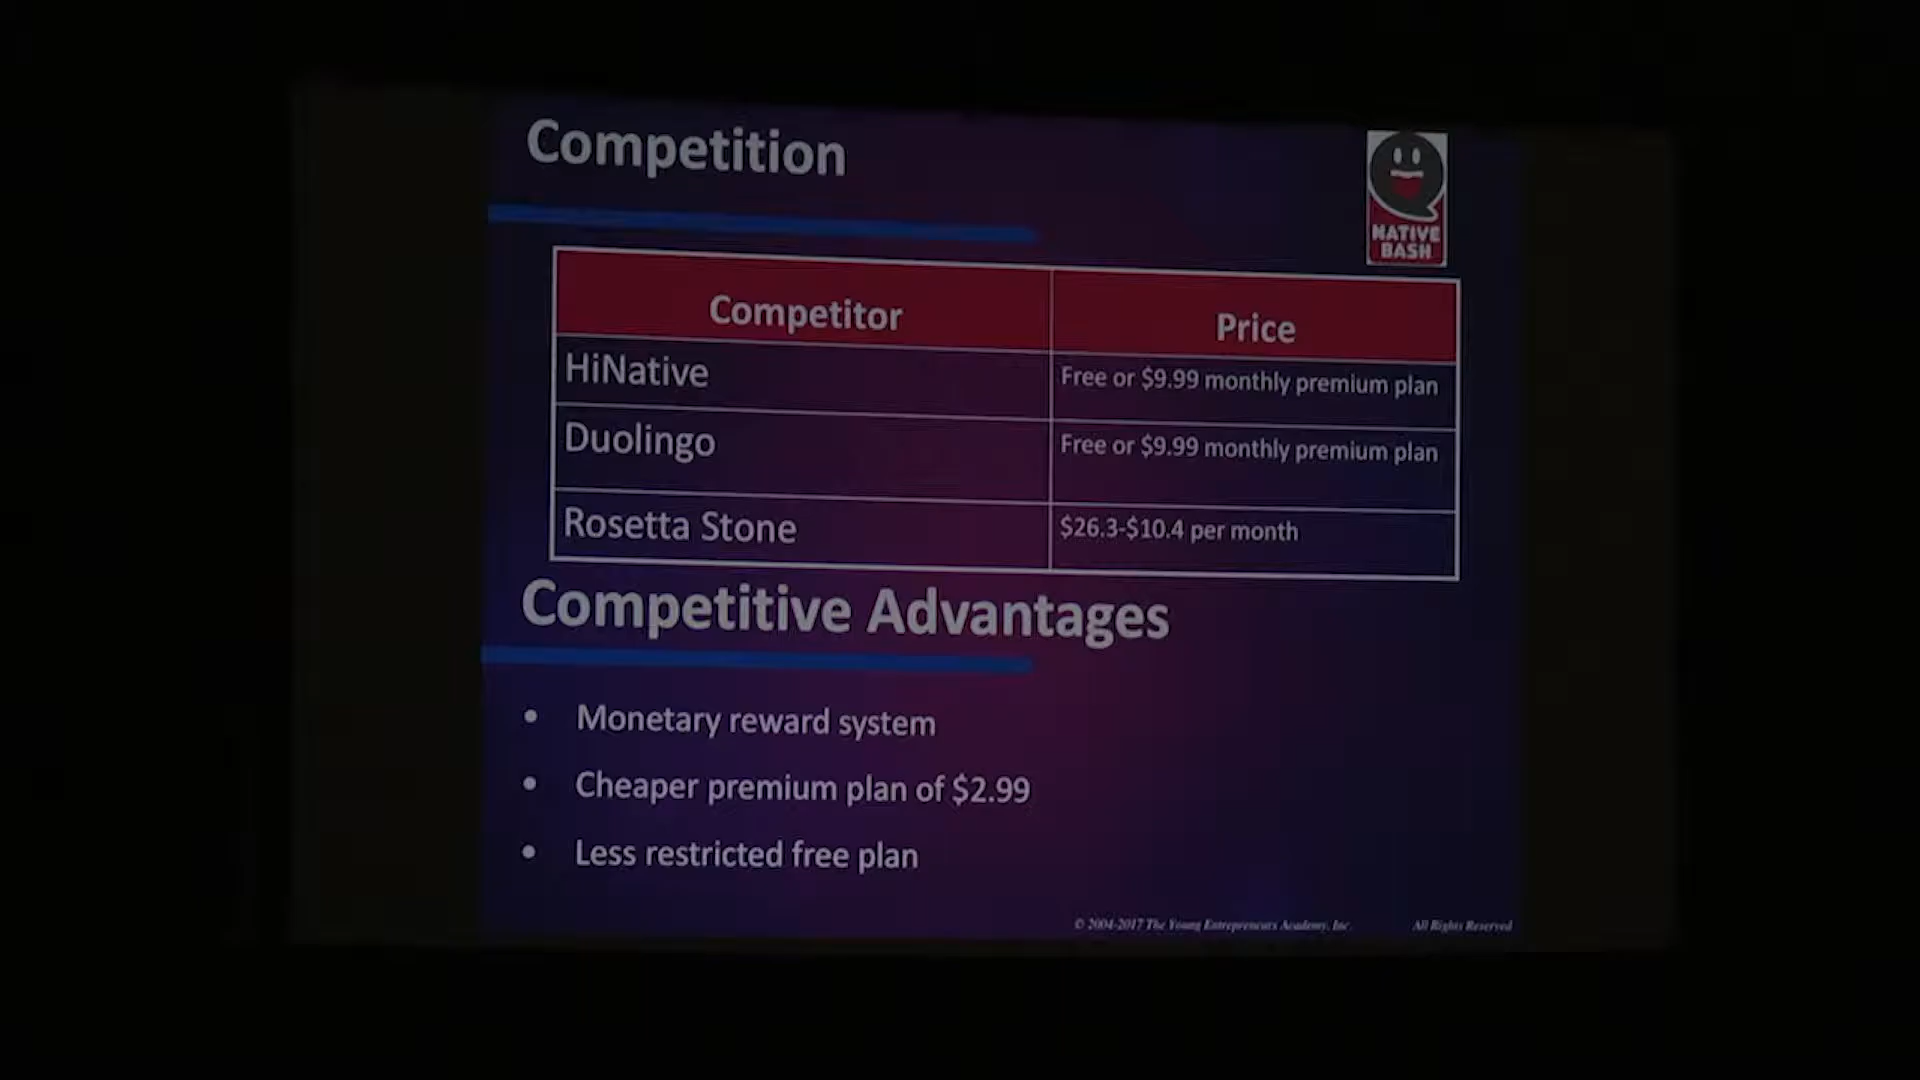 Competition
NATIVE
BASH
Competitor Price
HiNative Free or $9.99 monthly premium plan
Duolingo Free or $9.99 monthly premium plan
Rosetta Stone $26.3-$10.4 per month
Competitive Advantages
• Monetary reward system
• Cheaper premium plan of $2.99
• Less restricted free plan
© 2004-2017 The Young Entrepreneurs Academy, Inc. All Rights Reserved